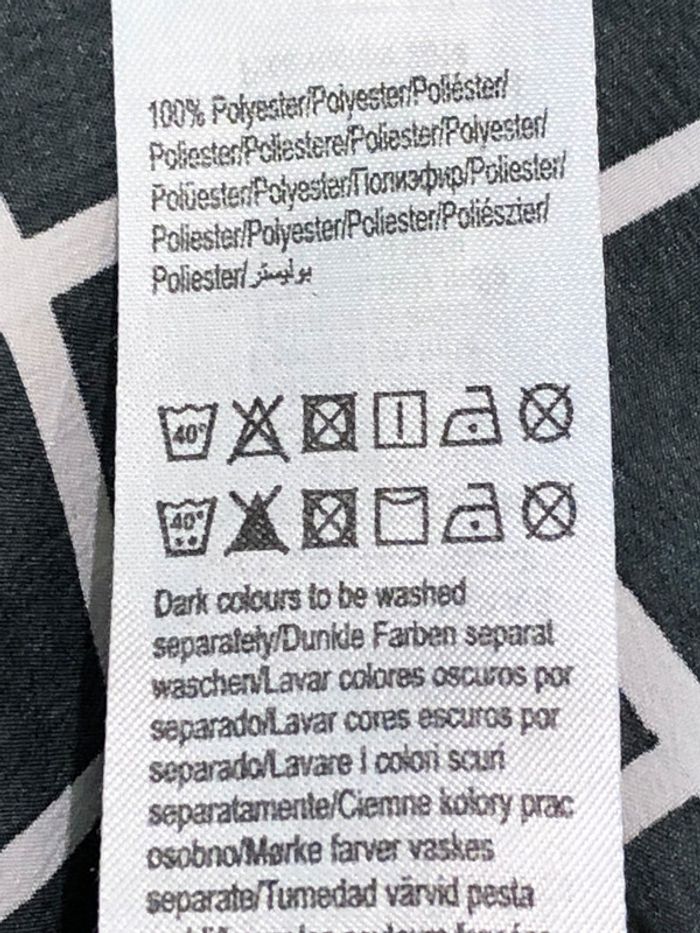 100% Polyester/Polyester/Poliéster/
Poliester/Poliestere/Poliester/Polyester/
Polüester/Polyester/Полиэфир/Poliester/
Poliester/Polyester/Poliester/Poliészter/
Poliester/بوليستر
40°
40°
Dark colours to be washed
separately/Dunkle Farben separat
waschen/Lavar colores oscuros por
separado/Lavar cores escuros por
separado/Lavare I colori scuri
separatamente/Ciemne kolory prac
osobno/Mørke farver vaskes
separate/Tumedad värvid pesta